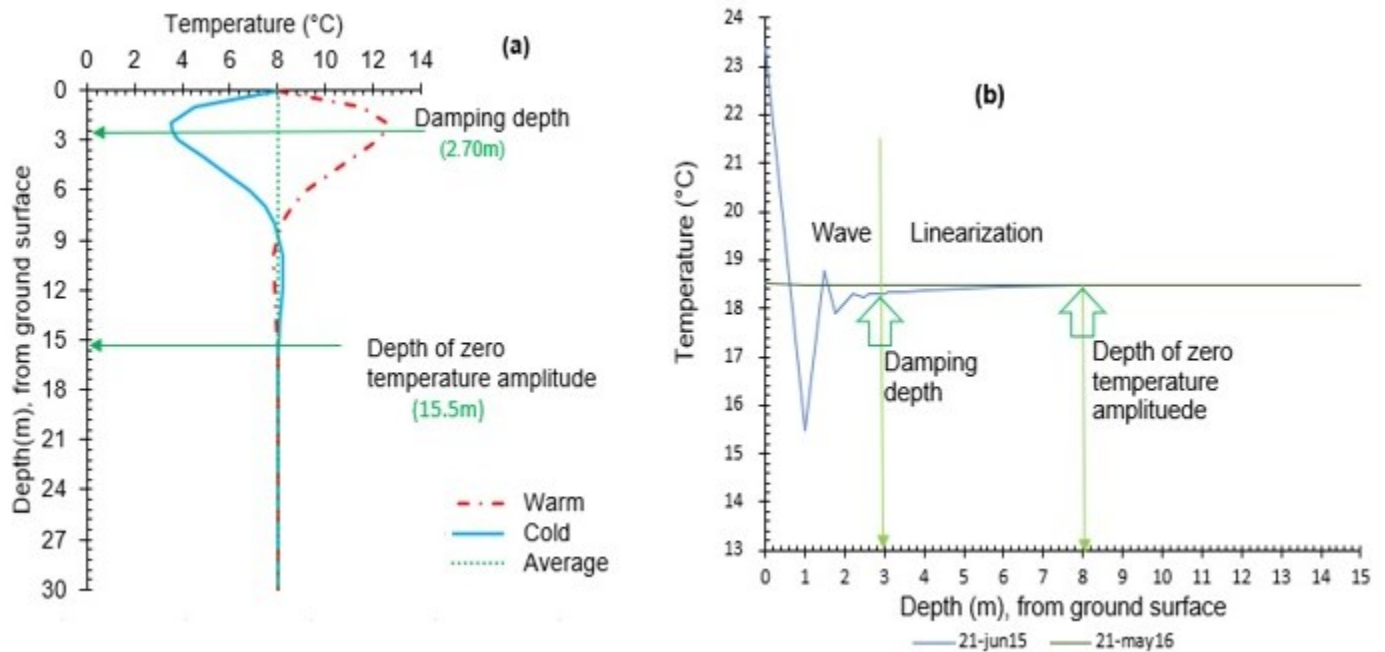 Temperature (°C)
(a)
0 2 4 6 8 10 12 14
0
3
6
9
12
15
18
21
24
27
30
Depth(m), from ground surface
Damping depth
(2.70m)
Depth of zero
temperature amplitude
(15.5m)
Warm
Cold
Average
(b)
24
23
22
21
20
19
18
17
16
15
14
13
Temperature (°C)
Wave
Linearization
Damping
depth
Depth of zero
temperature
amplituede
0 1 2 3 4 5 6 7 8 9 10 11 12 13 14 15
Depth (m), from ground surface
21-jun15 21-may16